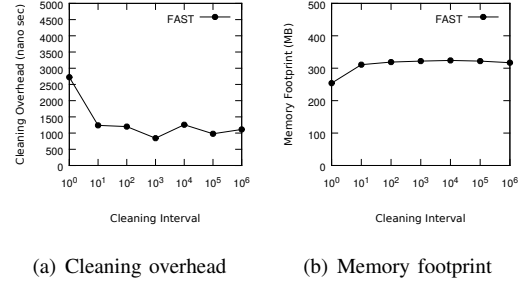 FAST
5000
4500
4000
3500
3000
2500
2000
1500
1000
500
0
Cleaning Overhead (nano sec)
10^0 10^1 10^2 10^3 10^4 10^5 10^6
Cleaning Interval
(a) Cleaning overhead
FAST
500
400
300
200
100
0
Memory Footprint (MB)
10^0 10^1 10^2 10^3 10^4 10^5 10^6
Cleaning Interval
(b) Memory footprint